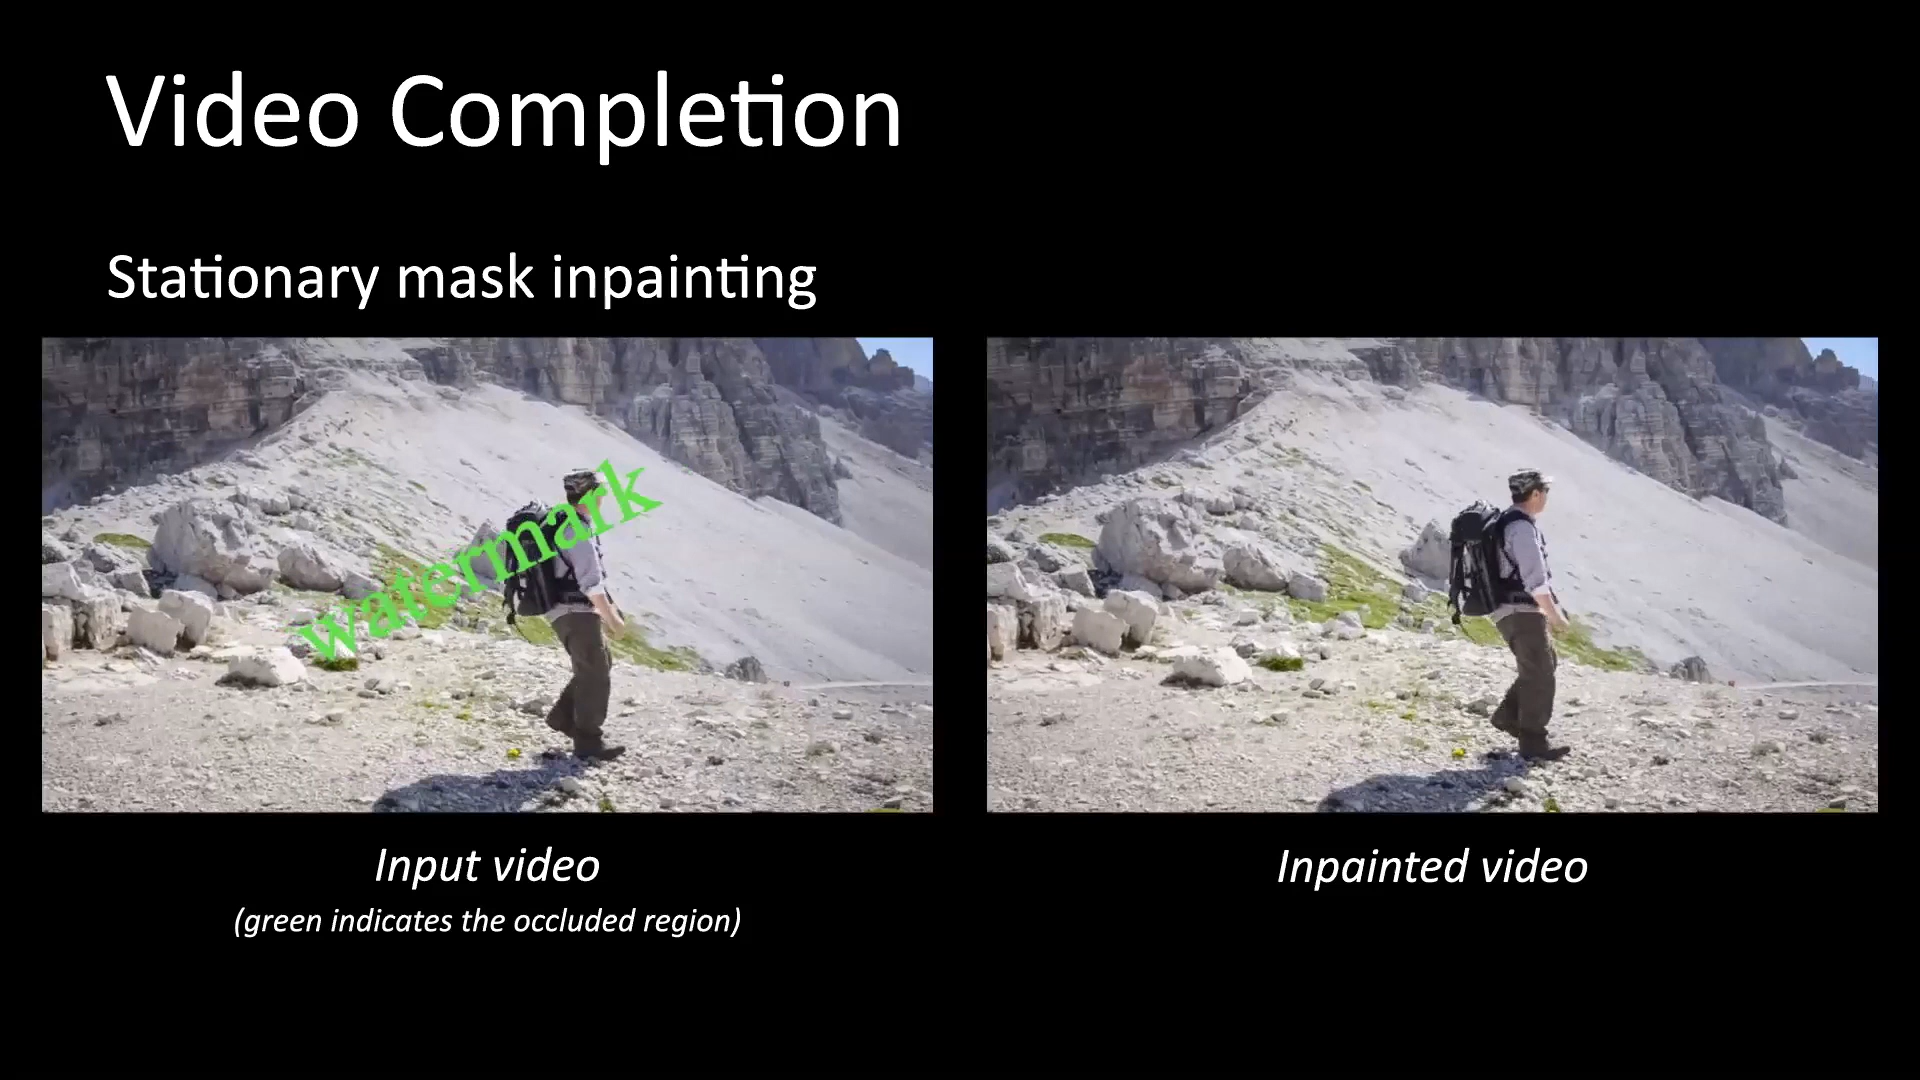 Video Completion
Stationary mask inpainting
watermark
Input video
(green indicates the occluded region)
Inpainted video